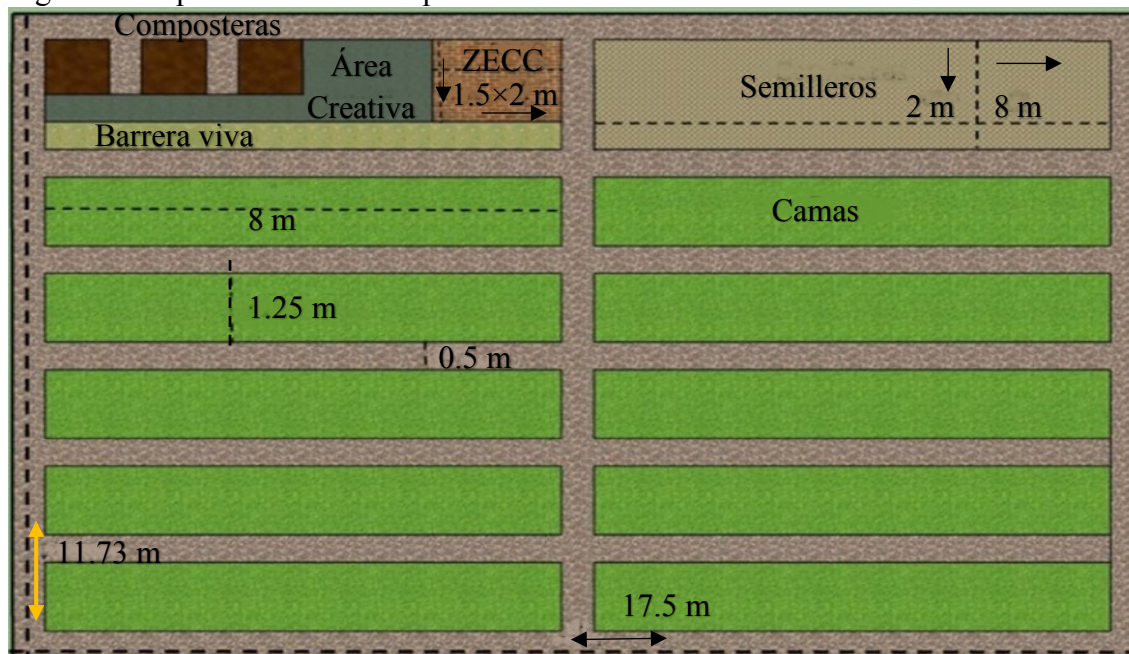 Composteras
Área
Creativa
ZECC
1.5×2 m
Semilleros
2 m
8 m
Barrera viva
8 m
Camas
1.25 m
0.5 m
11.73 m
17.5 m